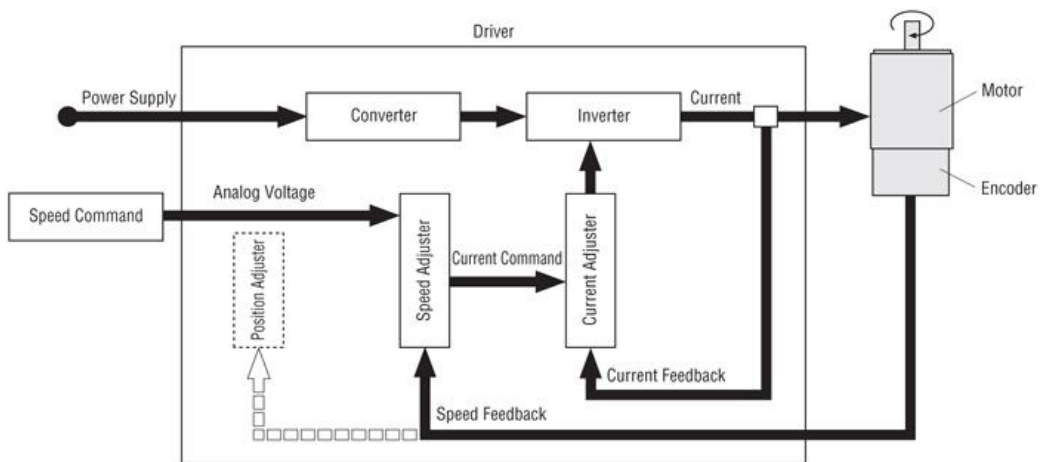 Driver
Power Supply
Converter
Inverter
Current
Motor
Encoder
Speed Command
Analog Voltage
Position Adjuster
Speed Adjuster
Current Command
Current Adjuster
Current Feedback
Speed Feedback